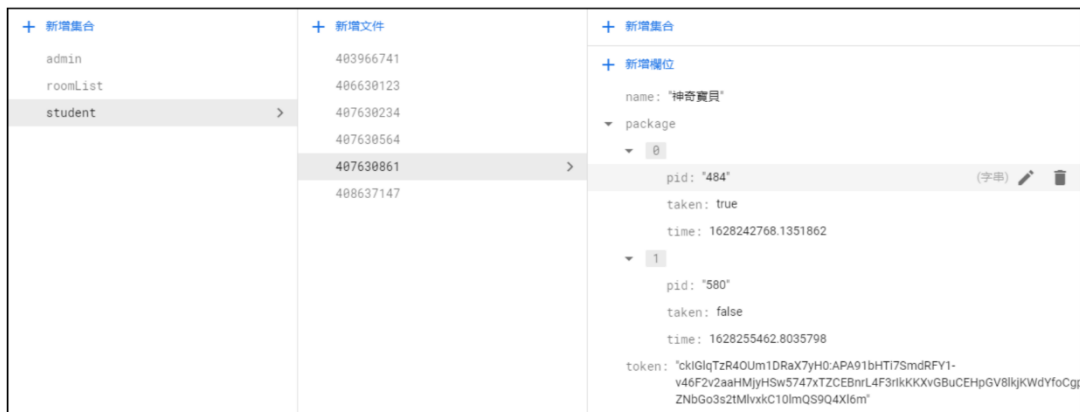 新增集合
admin
roomList
student
新增文件
403966741
406630123
407630234
407630564
407630861
408637147
新增集合
新增欄位
name: "神奇寶貝"
package
0
pid: "484" (字串)
taken: true
time: 1628242768.1351862
1
pid: "580"
taken: false
time: 1628255462.8035798
token: "ckIGlqTzR4OUm1DRaX7yH0:APA91bHTi7SmdRFY1-
v46F2v2aaHMjyHSw5747xTZCEBnrL4F3rIkKKXvGBuCEHpGV8lkjKWdYfoCgp
ZNbGo3s2tMlvxkC10lmQS9Q4Xl6m"